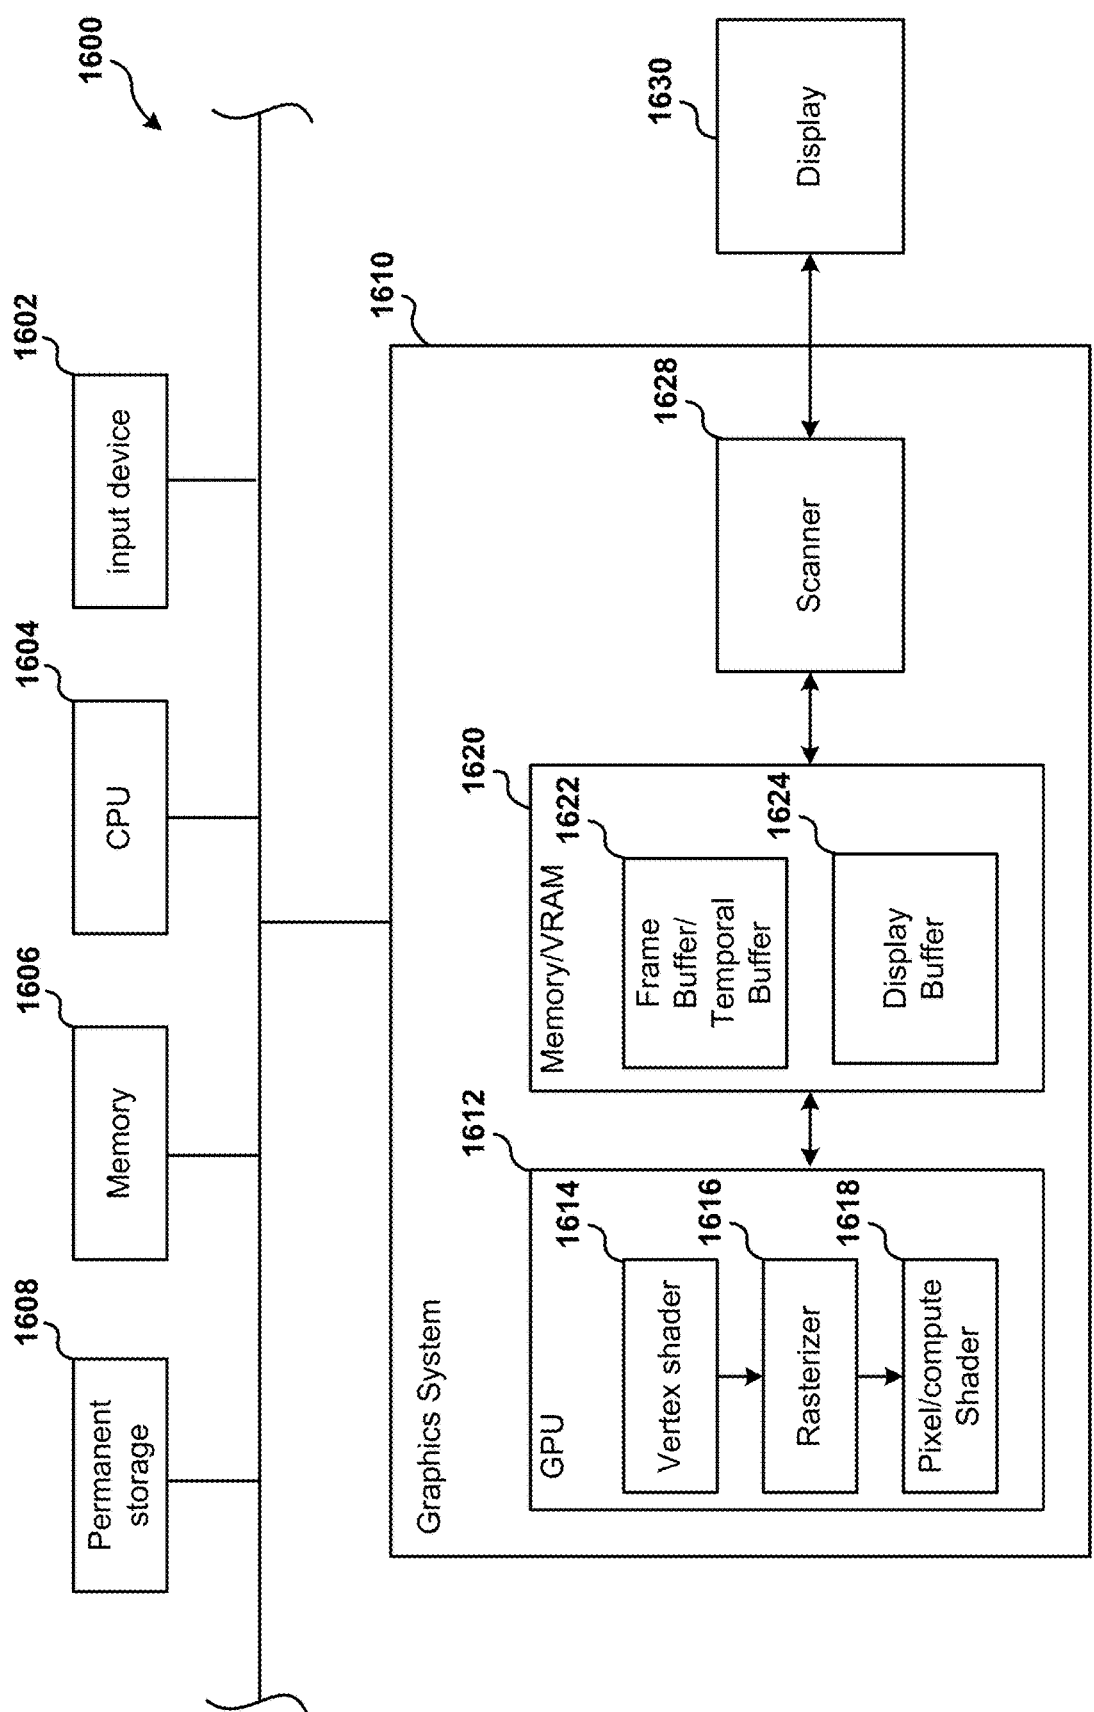 1600
1608
Permanent
storage
1606
Memory
1604
CPU
1602
input device
1610
Graphics System
1612
GPU
1614
Vertex shader
1616
Rasterizer
1618
Pixel/compute
Shader
1620
Memory/VRAM
1622
Frame
Buffer/
Temporal
Buffer
1624
Display
Buffer
1628
Scanner
1630
Display